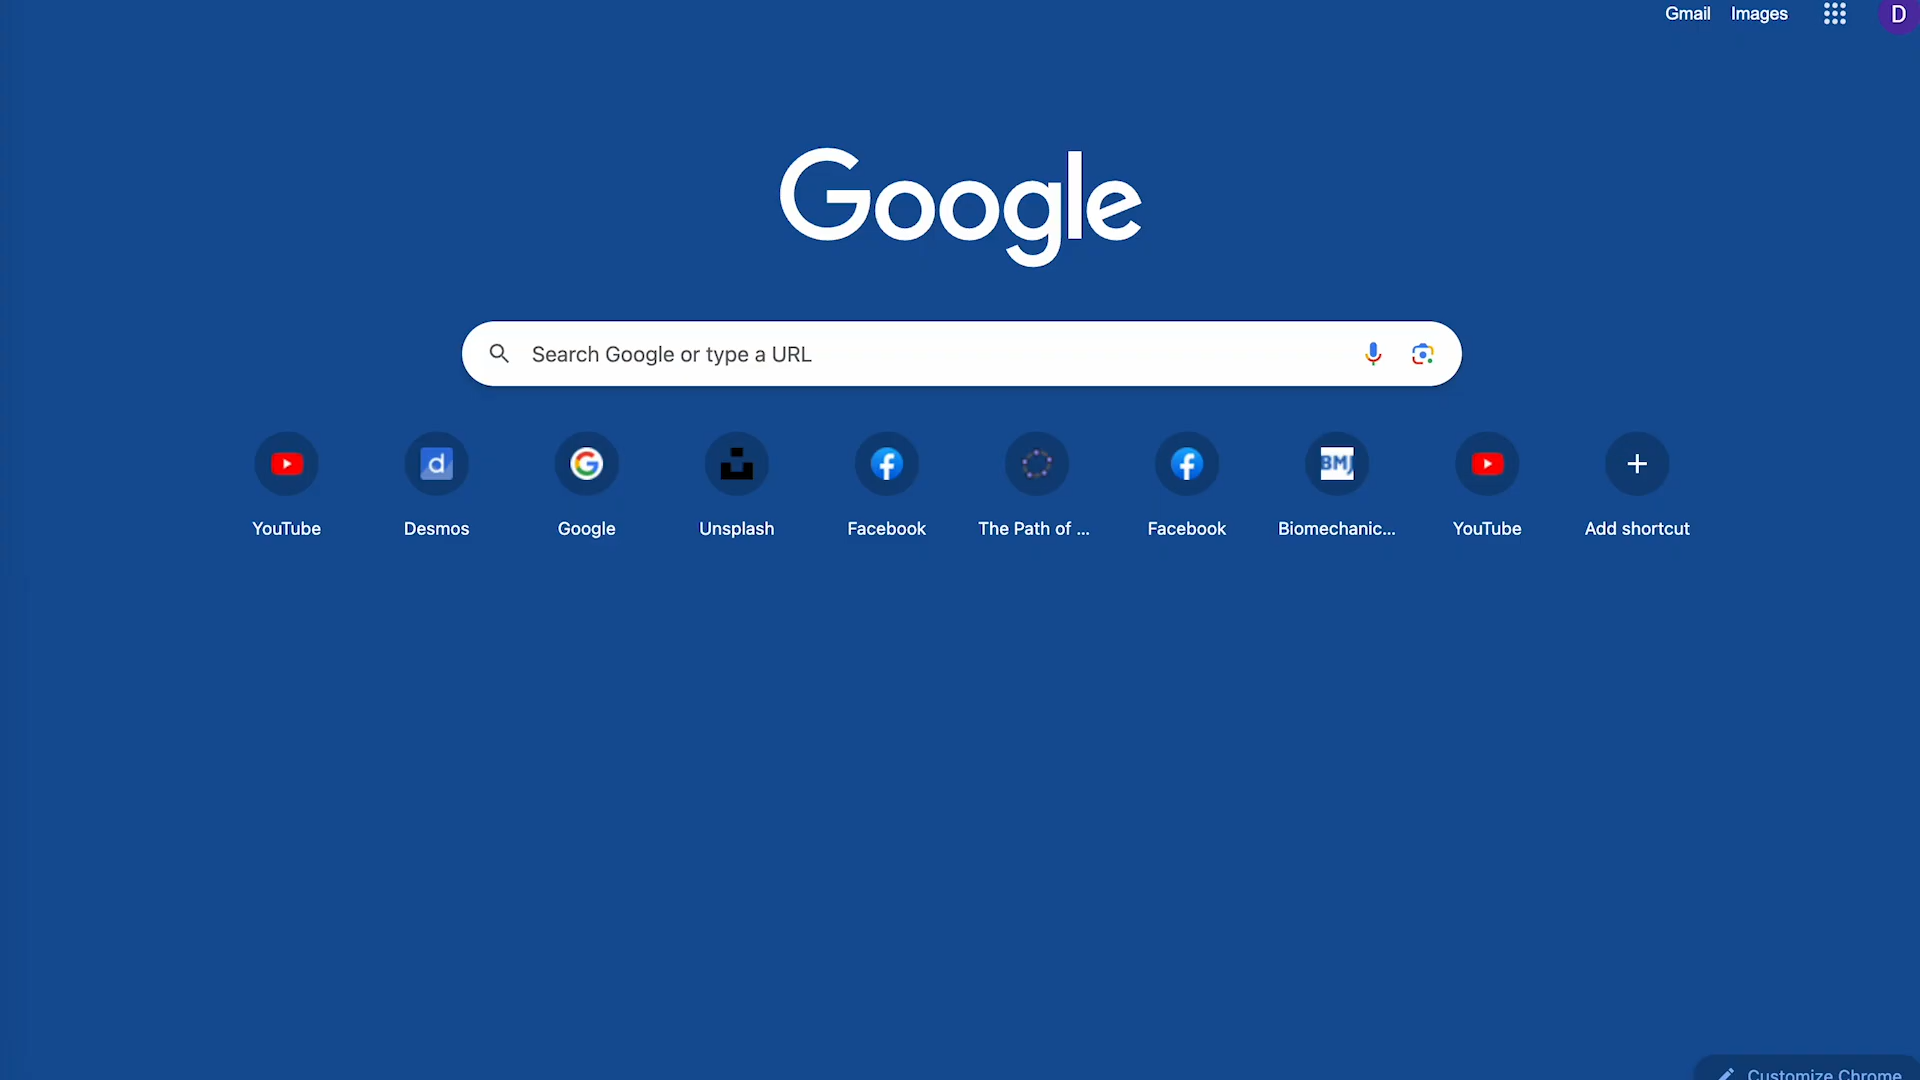 Gmail Images D
Google
Search Google or type a URL
d BMJ
YouTube Desmos Google Unsplash Facebook The Path of ... Facebook Biomechanic... YouTube Add shortcut
Customize Chrome